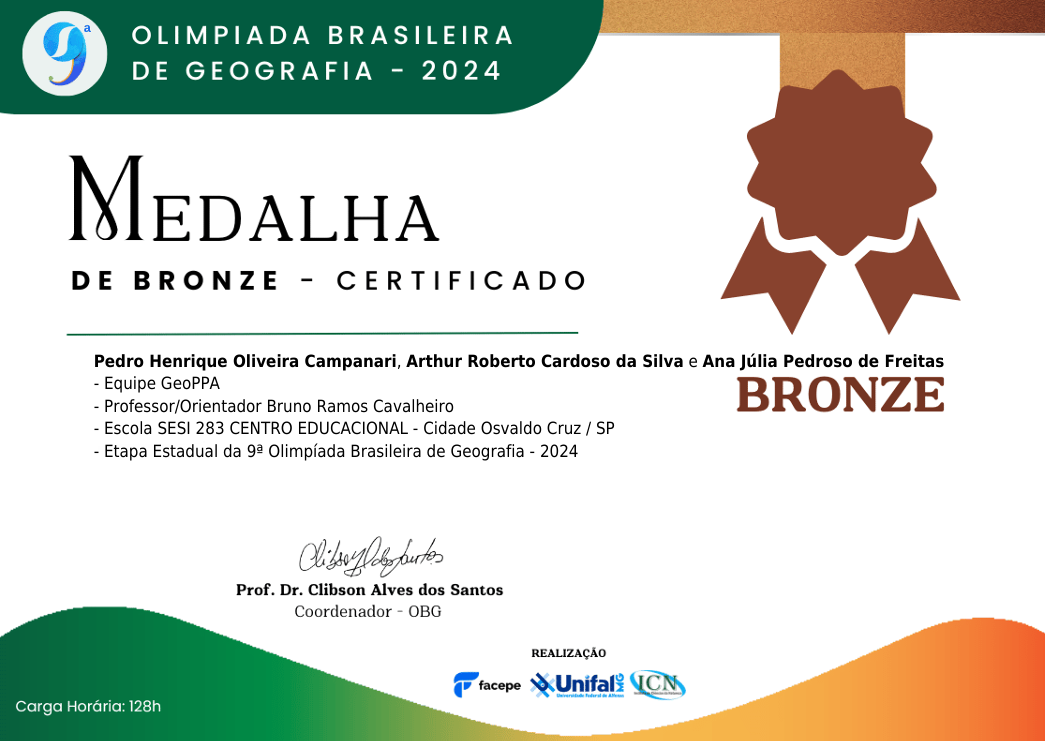 9ª
OLIMPIADA BRASILEIRA
DE GEOGRAFIA - 2024
MEDALHA
DE BRONZE - CERTIFICADO
Pedro Henrique Oliveira Campanari, Arthur Roberto Cardoso da Silva e Ana Júlia Pedroso de Freitas
BRONZE
- Equipe GeoPPA
- Professor/Orientador Bruno Ramos Cavalheiro
- Escola SESI 283 CENTRO EDUCACIONAL - Cidade Osvaldo Cruz / SP
- Etapa Estadual da 9ª Olimpíada Brasileira de Geografia - 2024
Clibson A dos Santos
Prof. Dr. Clibson Alves dos Santos
Coordenador - OBG
REALIZAÇÃO
facepe
Unifal MG
Universidade Federal de Alfenas
ICN
Carga Horária: 128h